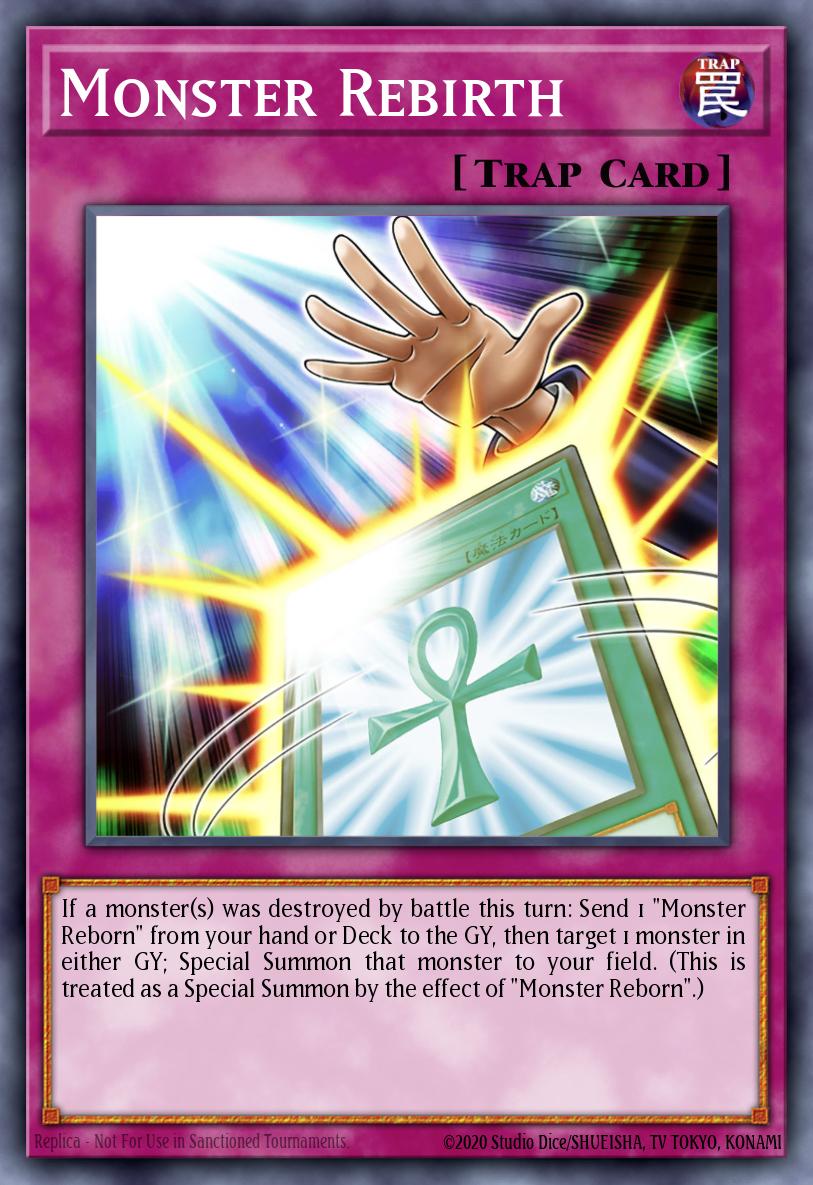 Monster Rebirth
TRAP
罠
[Trap Card]
【魔法カード】
If a monster(s) was destroyed by battle this turn: Send 1 "Monster
Reborn" from your hand or Deck to the GY, then target 1 monster in
either GY; Special Summon that monster to your field. (This is
treated as a Special Summon by the effect of "Monster Reborn".)
Replica - Not For Use in Sanctioned Tournaments.
©2020 Studio Dice/SHUEISHA, TV TOKYO, KONAMI